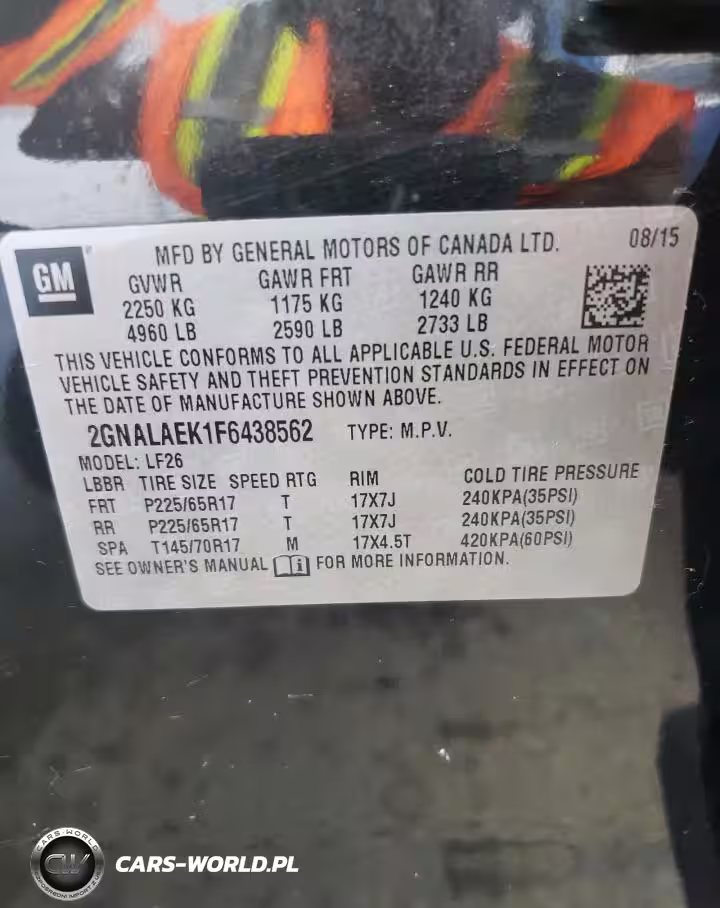 GM
MFD BY GENERAL MOTORS OF CANADA LTD. 08/15
GVWR GAWR FRT GAWR RR
2250 KG 1175 KG 1240 KG
4960 LB 2590 LB 2733 LB
THIS VEHICLE CONFORMS TO ALL APPLICABLE U.S. FEDERAL MOTOR
VEHICLE SAFETY AND THEFT PREVENTION STANDARDS IN EFFECT ON
THE DATE OF MANUFACTURE SHOWN ABOVE.
2GNALAEK1F6438562 TYPE: M.P.V.
MODEL: LF26
LBBR TIRE SIZE SPEED RTG RIM COLD TIRE PRESSURE
FRT P225/65R17 T 17X7J 240KPA(35PSI)
RR P225/65R17 T 17X7J 240KPA(35PSI)
SPA T145/70R17 M 17X4.5T 420KPA(60PSI)
SEE OWNER'S MANUAL FOR MORE INFORMATION.
CARS-WORLD
CW
CARS-WORLD.PL